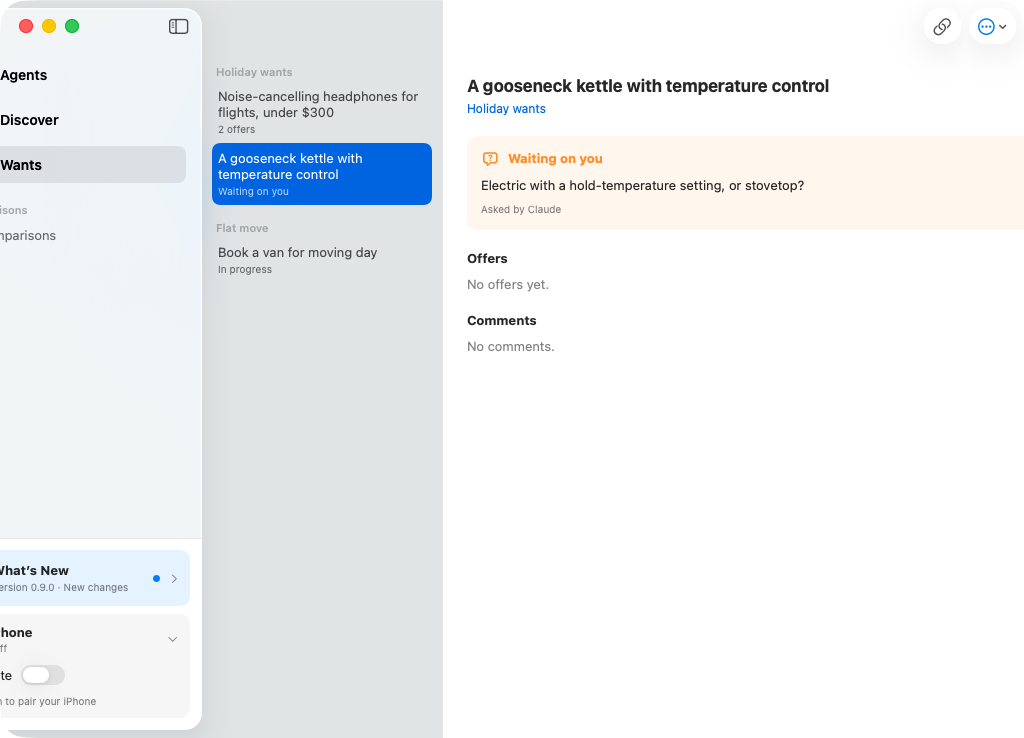 Agents
Discover
Wants
isons
nparisons
What's New
ersion 0.9.0 · New changes
hone
ff
te
n to pair your iPhone
Holiday wants
Noise-cancelling headphones for
flights, under $300
2 offers
A gooseneck kettle with
temperature control
Waiting on you
Flat move
Book a van for moving day
In progress
A gooseneck kettle with temperature control
Holiday wants
Waiting on you
Electric with a hold-temperature setting, or stovetop?
Asked by Claude
Offers
No offers yet.
Comments
No comments.